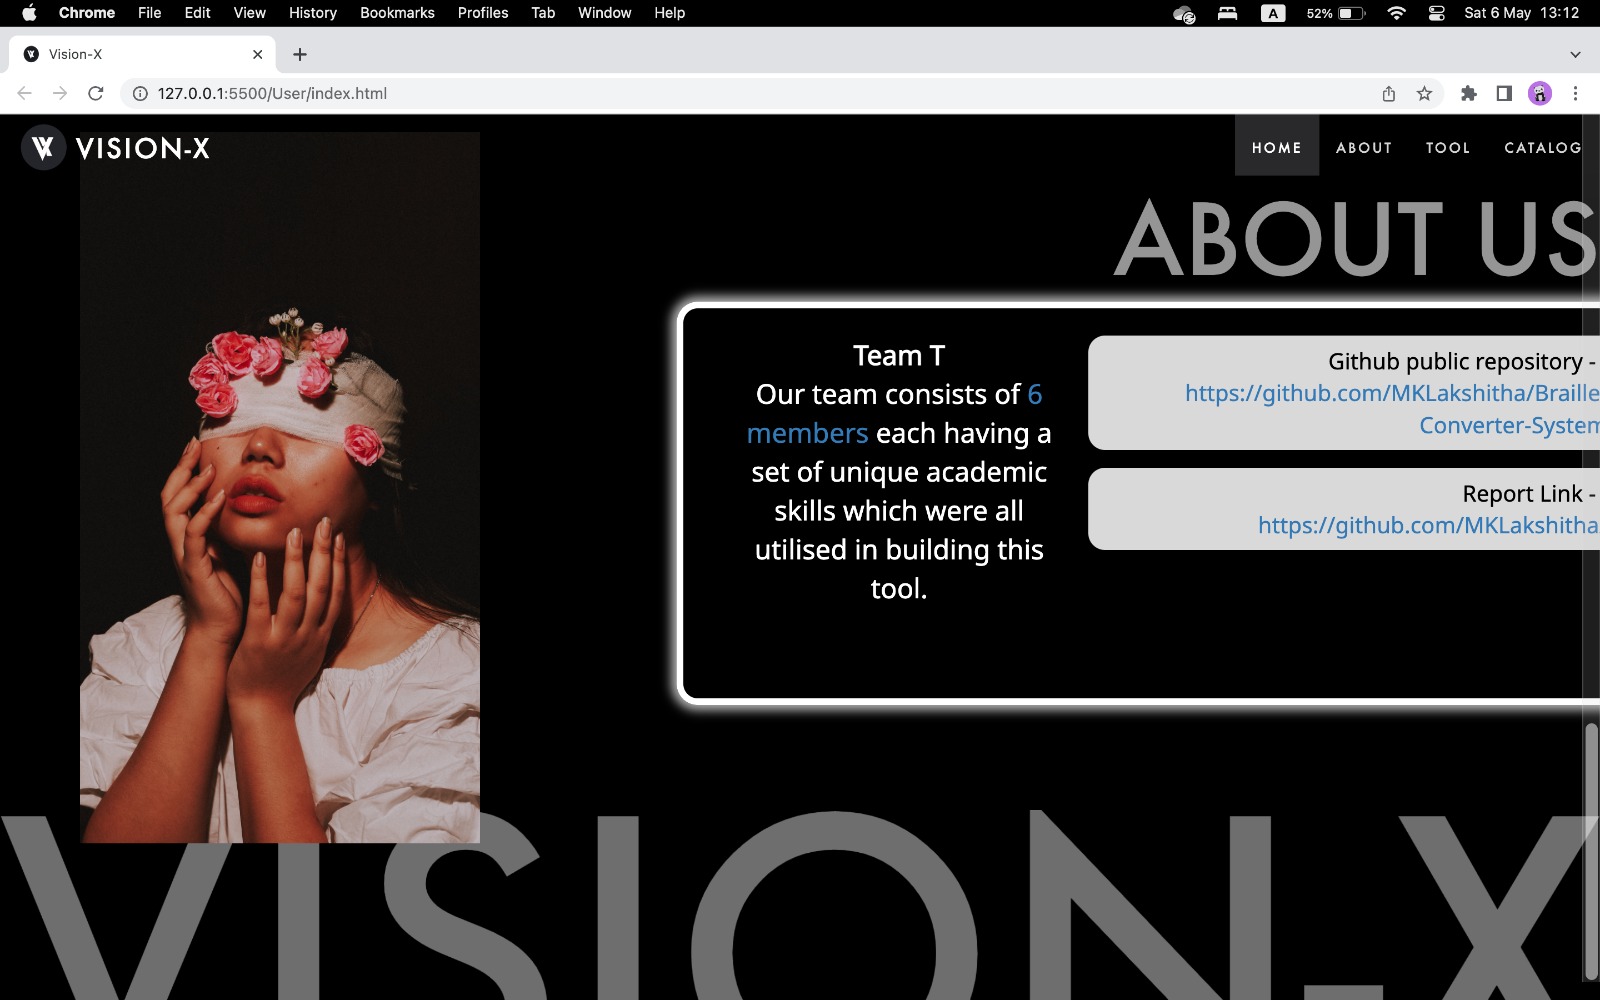 Chrome File Edit View History Bookmarks Profiles Tab Window Help A 52% Sat 6 May 13:12
Vision-X
127.0.0.1:5500/User/index.html
VISION-X HOME ABOUT TOOL CATALOG
ABOUT US
Team T
Our team consists of 6
members each having a
set of unique academic
skills which were all
utilised in building this
tool.
Github public repository -
https://github.com/MKLakshitha/Braille
Converter-System
Report Link -
https://github.com/MKLakshitha
VISION-X